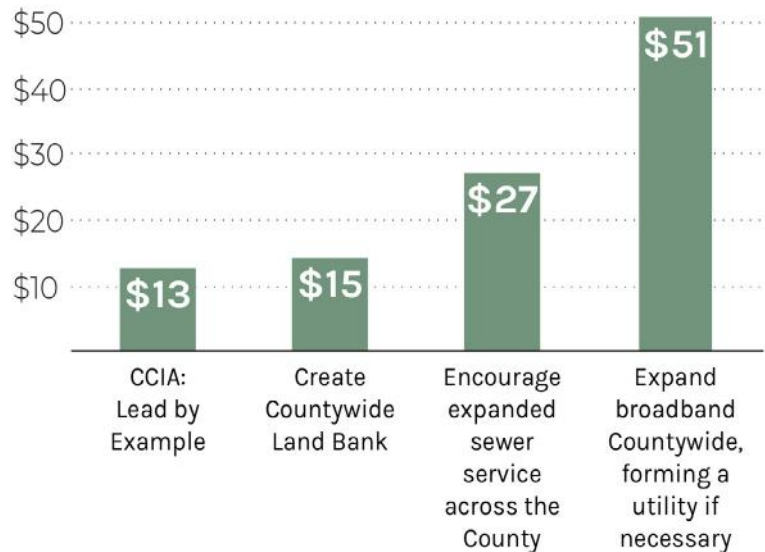 $50
$40
$30
$20
$10
$13
$15
$27
$51
CCIA:
Lead by
Example
Create
Countywide
Land Bank
Encourage
expanded
sewer
service
across the
County
Expand
broadband
Countywide,
forming a
utility if
necessary